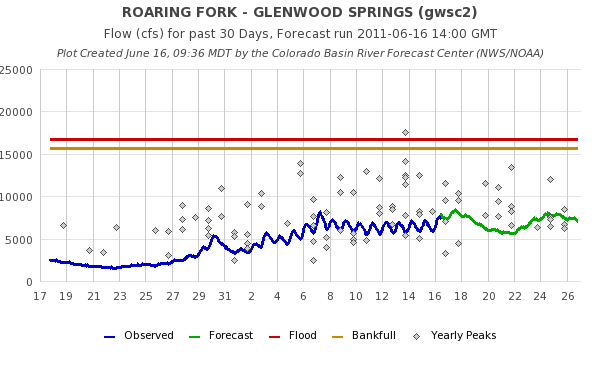 ROARING FORK - GLENWOOD SPRINGS (gwsc2)
Flow (cfs) for past 30 Days, Forecast run 2011-06-16 14:00 GMT
Plot Created June 16, 09:36 MDT by the Colorado Basin River Forecast Center (NWS/NOAA)
25000
20000
15000
10000
5000
0
17 19 21 23 25 27 29 31 2 4 6 8 10 12 14 16 18 20 22 24 26
Observed Forecast Flood Bankfull Yearly Peaks